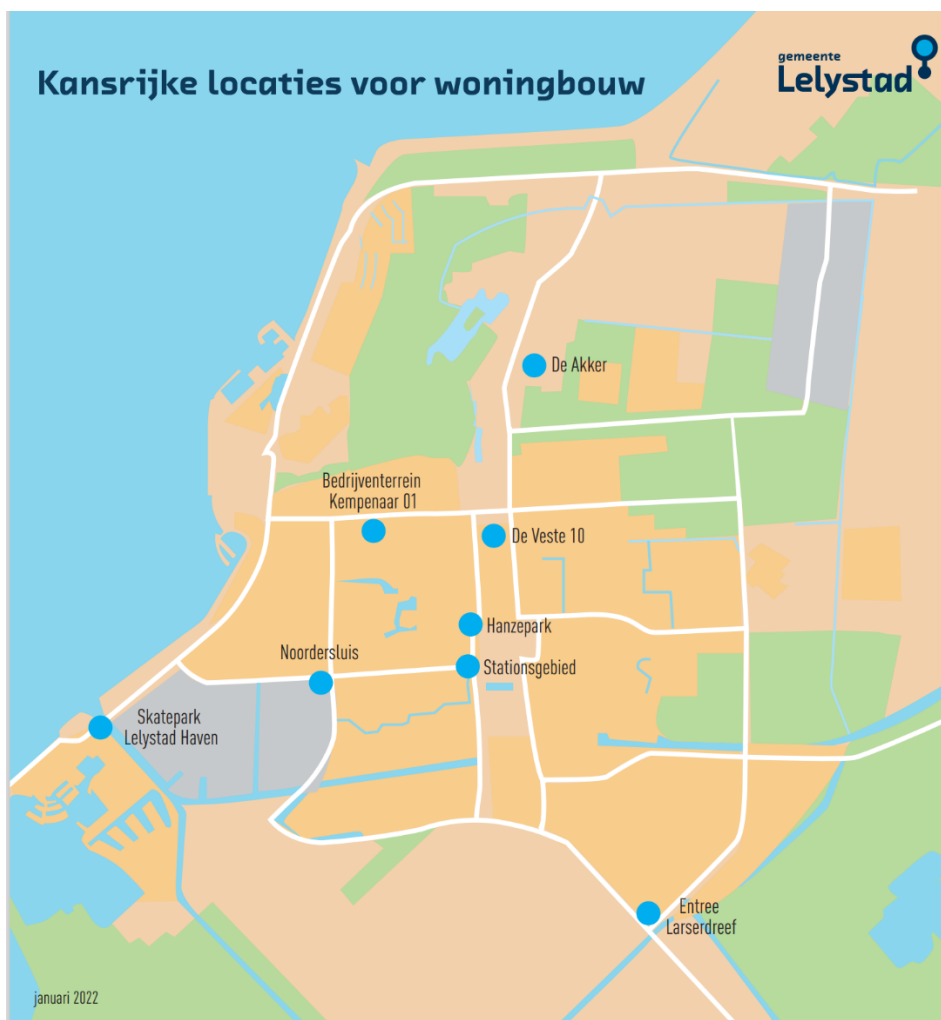 Kansrijke locaties voor woningbouw
gemeente
Lelystad
De Akker
Bedrijventerrein
Kempenaar 01
De Veste 10
Hanzepark
Noordersluis
Stationsgebied
Skatepark
Lelystad Haven
Entree
Larserdreef
januari 2022